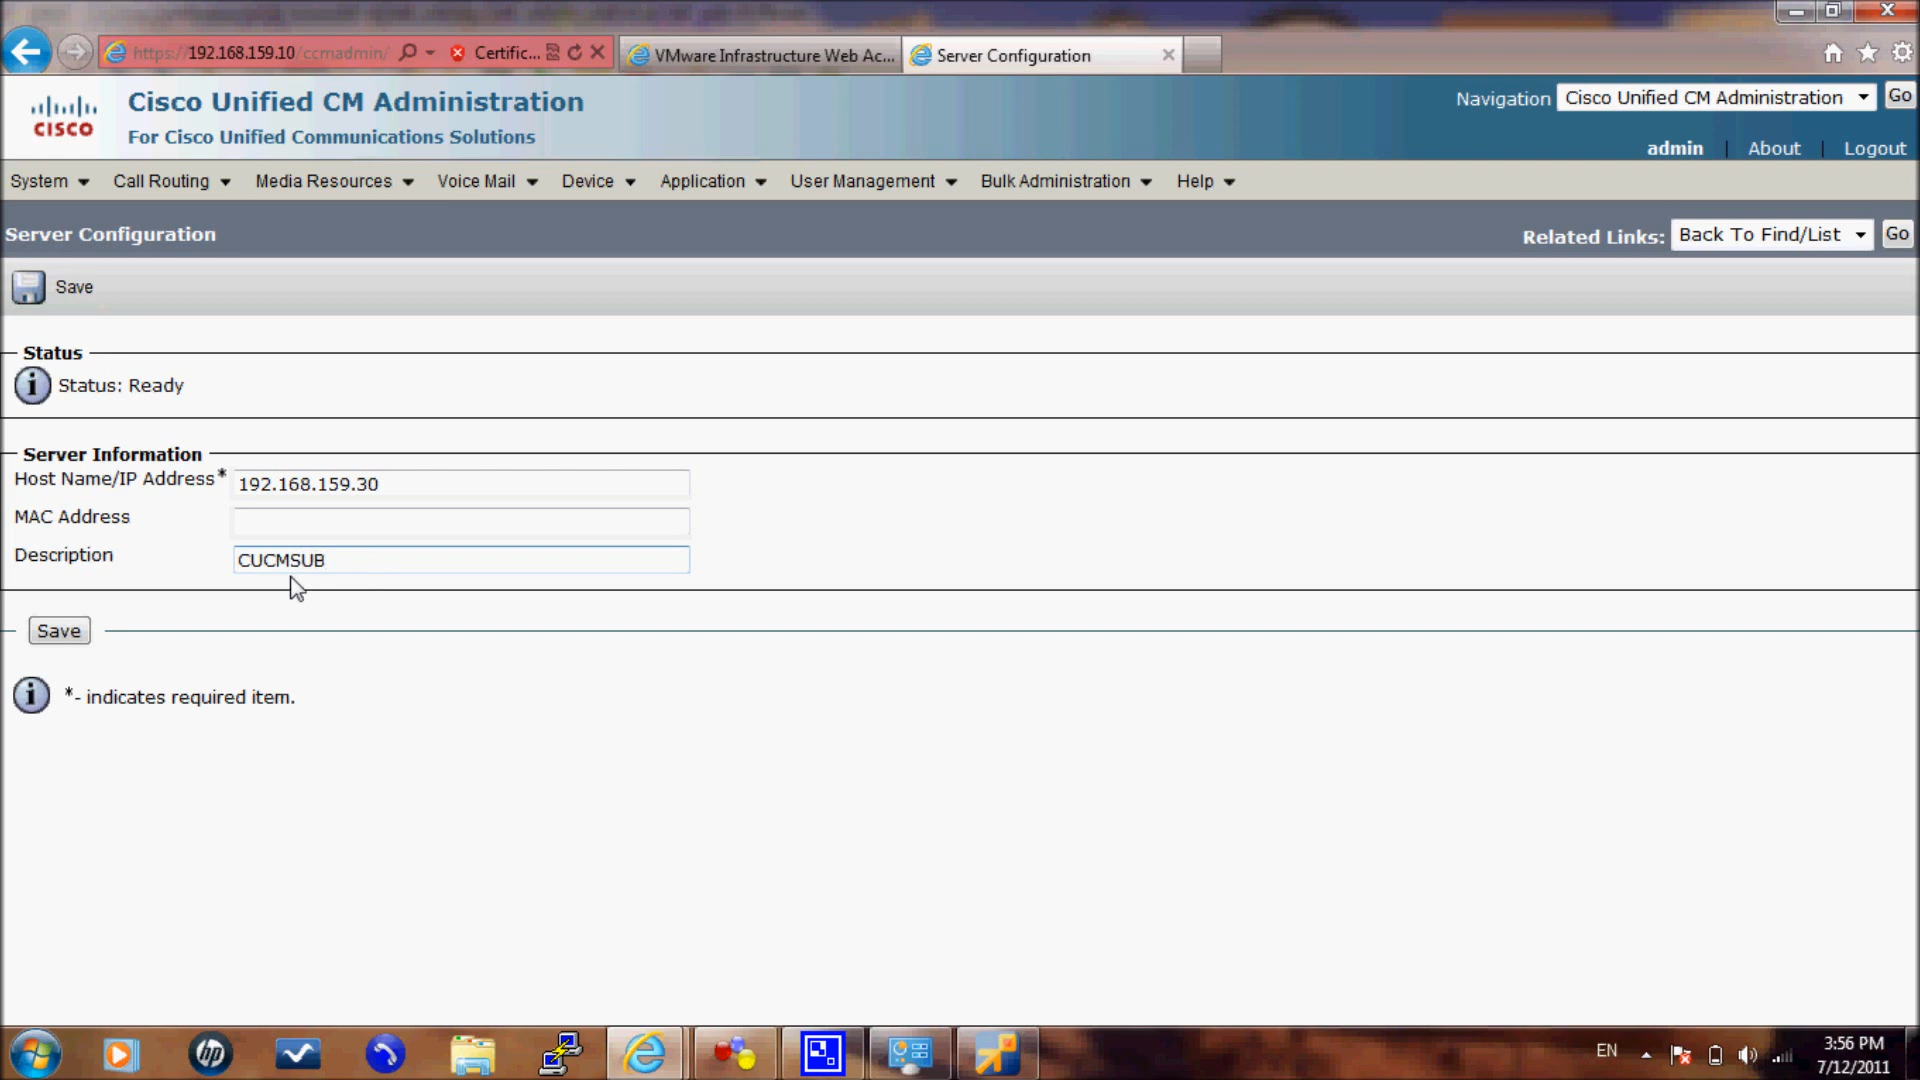 https://192.168.159.10/ccmadmin/
Certific...
VMware Infrastructure Web Ac...
Server Configuration
CISCO
Cisco Unified CM Administration
For Cisco Unified Communications Solutions
Navigation Cisco Unified CM Administration Go
admin About Logout
System Call Routing Media Resources Voice Mail Device Application User Management Bulk Administration Help
Server Configuration
Related Links: Back To Find/List Go
Save
Status
Status: Ready
Server Information
Host Name/IP Address* 192.168.159.30
MAC Address
Description CUCMSUB
Save
*- indicates required item.
hp
EN
3:56 PM
7/12/2011